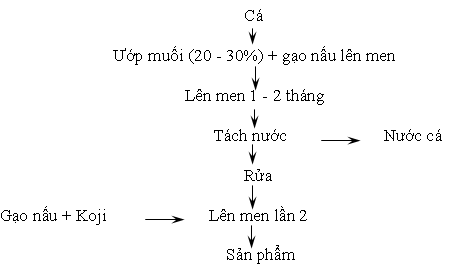 Cá
Ướp muối (20 - 30%) + gạo nấu lên men
Lên men 1 - 2 tháng
Tách nước
Nước cá
Rửa
Gạo nấu + Koji
Lên men lần 2
Sản phẩm